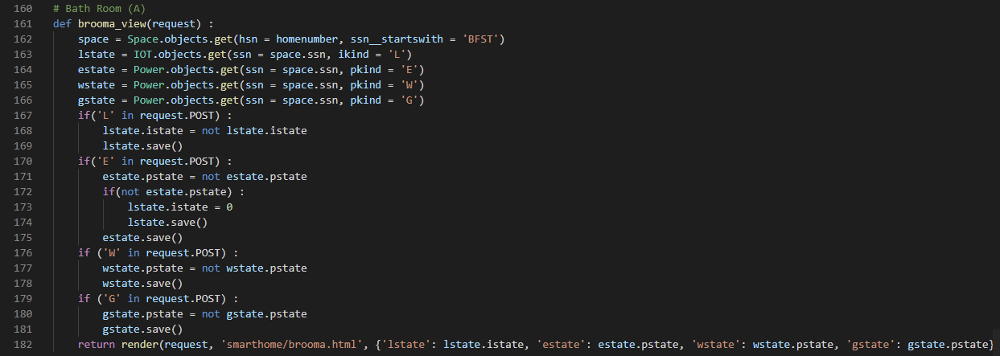 160 # Bath Room (A)
161 def brooma_view(request) :
162     space = Space.objects.get(hsn = homenumber, ssn__startswith = 'BFST')
163     lstate = IOT.objects.get(ssn = space.ssn, ikind = 'L')
164     estate = Power.objects.get(ssn = space.ssn, pkind = 'E')
165     wstate = Power.objects.get(ssn = space.ssn, pkind = 'W')
166     gstate = Power.objects.get(ssn = space.ssn, pkind = 'G')
167     if('L' in request.POST) :
168         lstate.istate = not lstate.istate
169         lstate.save()
170     if('E' in request.POST) :
171         estate.pstate = not estate.pstate
172         if(not estate.pstate) :
173             lstate.istate = 0
174             lstate.save()
175         estate.save()
176     if ('W' in request.POST) :
177         wstate.pstate = not wstate.pstate
178         wstate.save()
179     if ('G' in request.POST) :
180         gstate.pstate = not gstate.pstate
181         gstate.save()
182     return render(request, 'smarthome/brooma.html', {'lstate': lstate.istate, 'estate': estate.pstate, 'wstate': wstate.pstate, 'gstate': gstate.pstate}